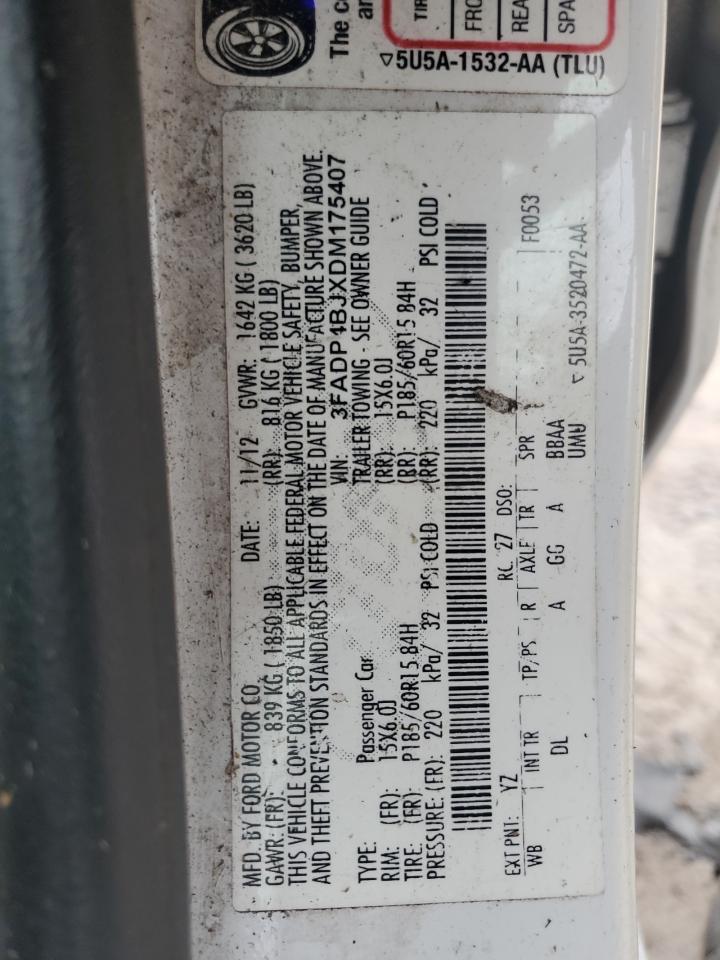 The co
an
TIR
FRO
REA
SPA
▽5U5A-1532-AA (TLU)
MFD. BY FORD MOTOR CO. DATE: 11/12 GVWR: 1642 KG ( 3620 LB)
GAWR: (FR): 839 KG ( 1850 LB) (RR): 816 KG ( 1800 LB)
THIS VEHICLE CONFORMS TO ALL APPLICABLE FEDERAL MOTOR VEHICLE SAFETY, BUMPER,
AND THEFT PREVENTION STANDARDS IN EFFECT ON THE DATE OF MANUFACTURE SHOWN ABOVE.
VIN: 3FADP4BJXDM175407
TYPE: Passenger Car TRAILER TOWING - SEE OWNER GUIDE
RIM: (FR): 15X6.0J (RR): 15X6.0J
TIRE: (FR): P185/60R15 84H (RR): P185/60R15 84H
PRESSURE: (FR): 220 kPa/ 32 PSI COLD (RR): 220 kPa/ 32 PSI COLD
EXT PNT: YZ RC: 27 DSO: F0053
WB INT TR TP/PS R AXLE TR SPR
DL A GG A BBAA
UMU ▽ 5U5A-3520472-AA